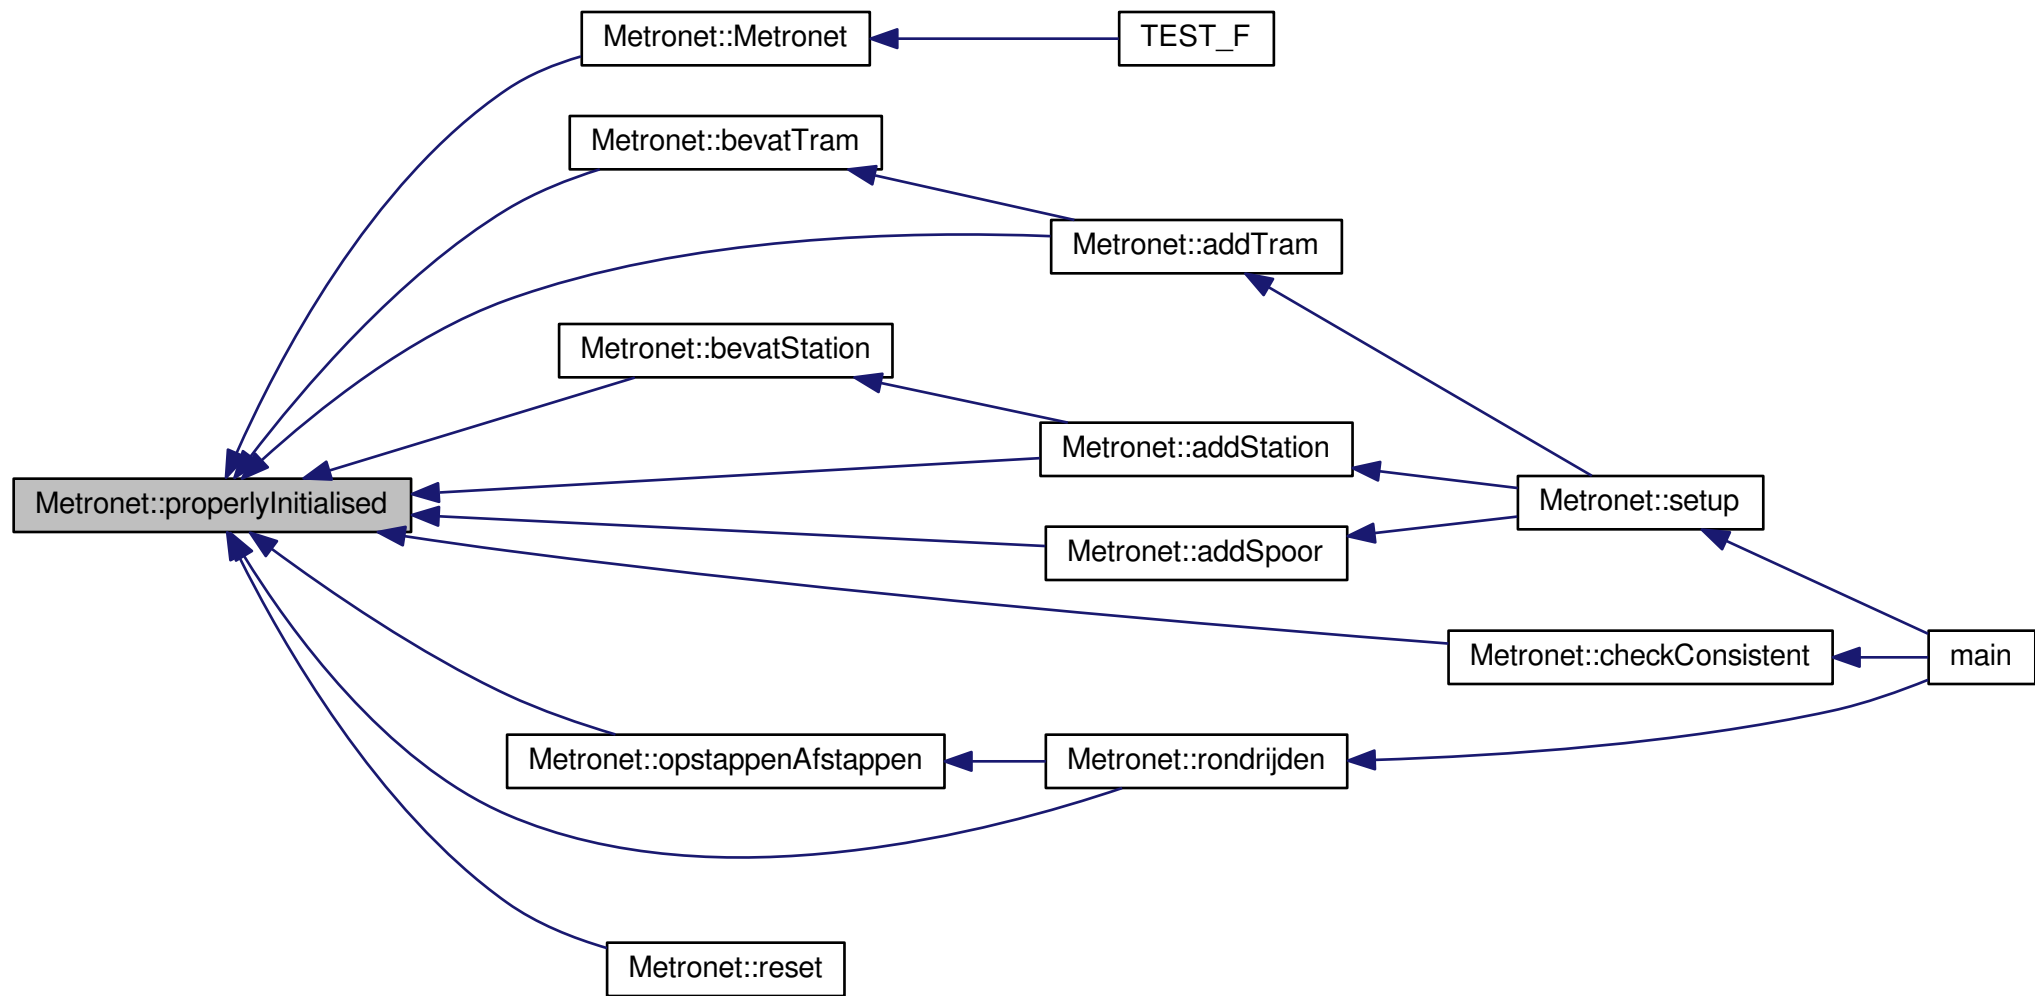 Metronet::Metronet
TEST_F
Metronet::bevatTram
Metronet::addTram
Metronet::bevatStation
Metronet::addStation
Metronet::properlyInitialised
Metronet::setup
Metronet::addSpoor
Metronet::checkConsistent
main
Metronet::opstappenAfstappen
Metronet::rondrijden
Metronet::reset